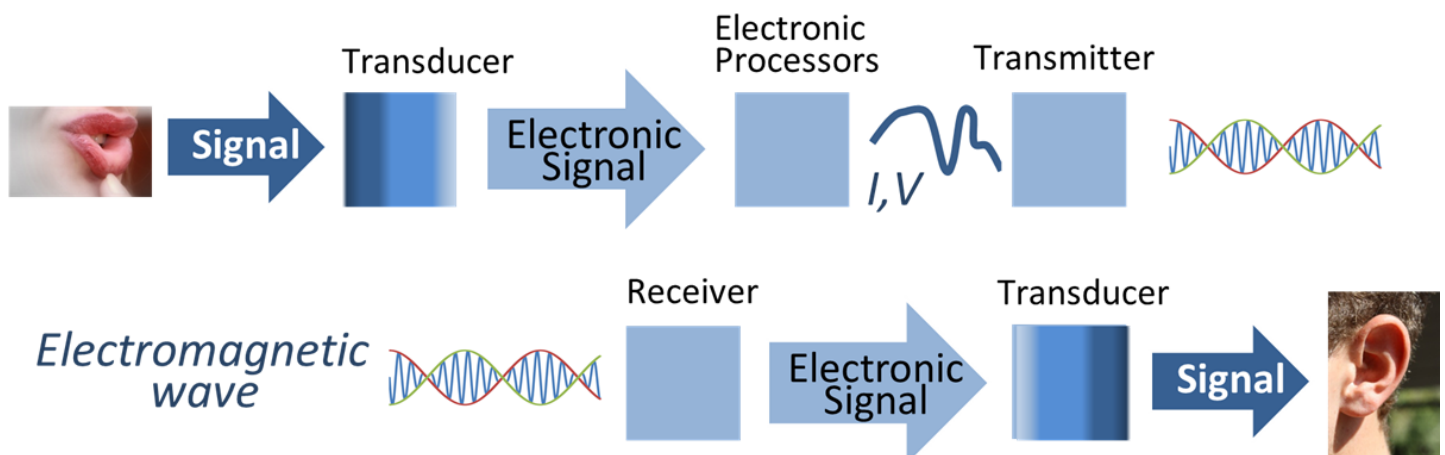 Electronic
Processors
Transducer
Transmitter
Signal
Electronic
Signal
I, V
Receiver
Transducer
Electromagnetic
wave
Electronic
Signal
Signal